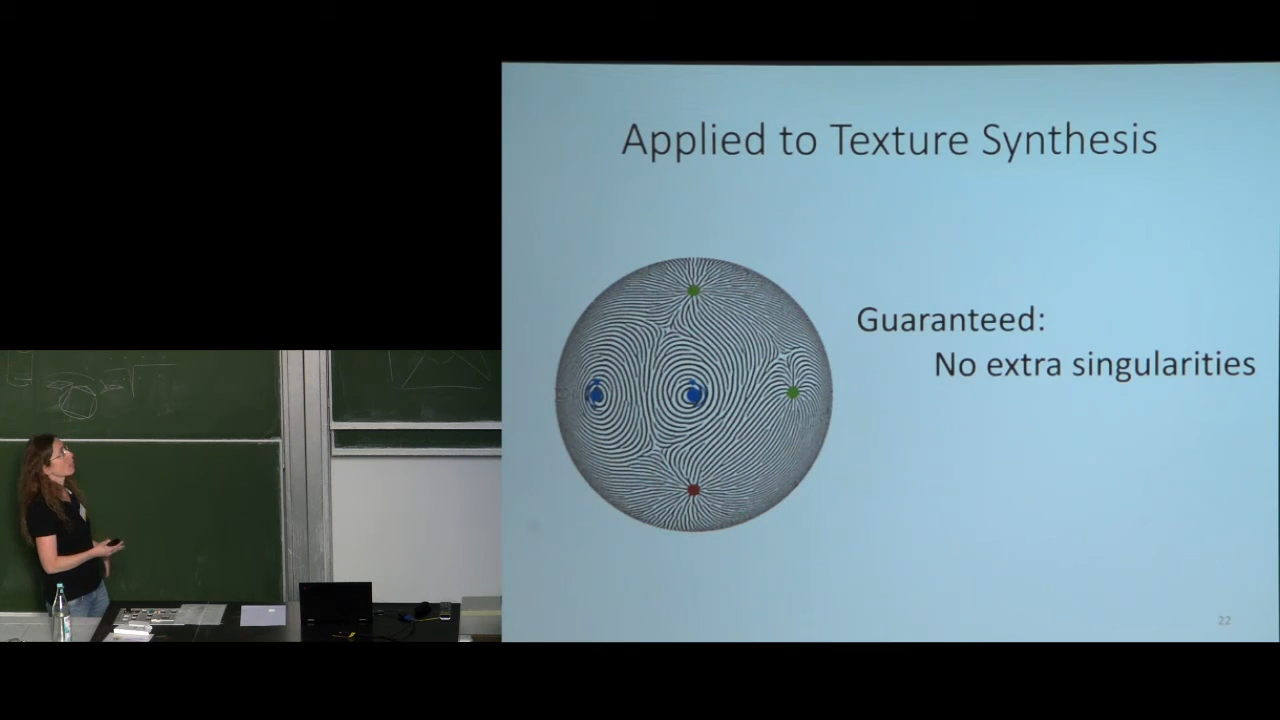 Applied to Texture Synthesis
Guaranteed:
No extra singularities
22